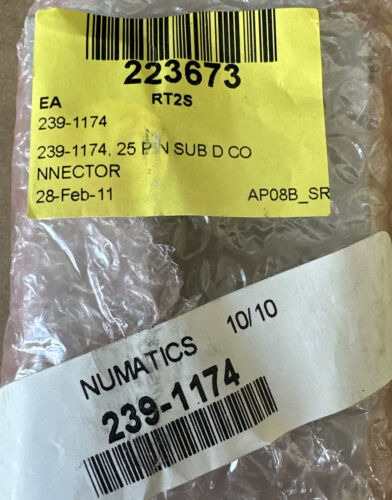 223673
EA RT2S
239-1174
239-1174, 25 PIN SUB D CO
NNECTOR
28-Feb-11 AP08B_SR
NUMATICS 10/10
239-1174